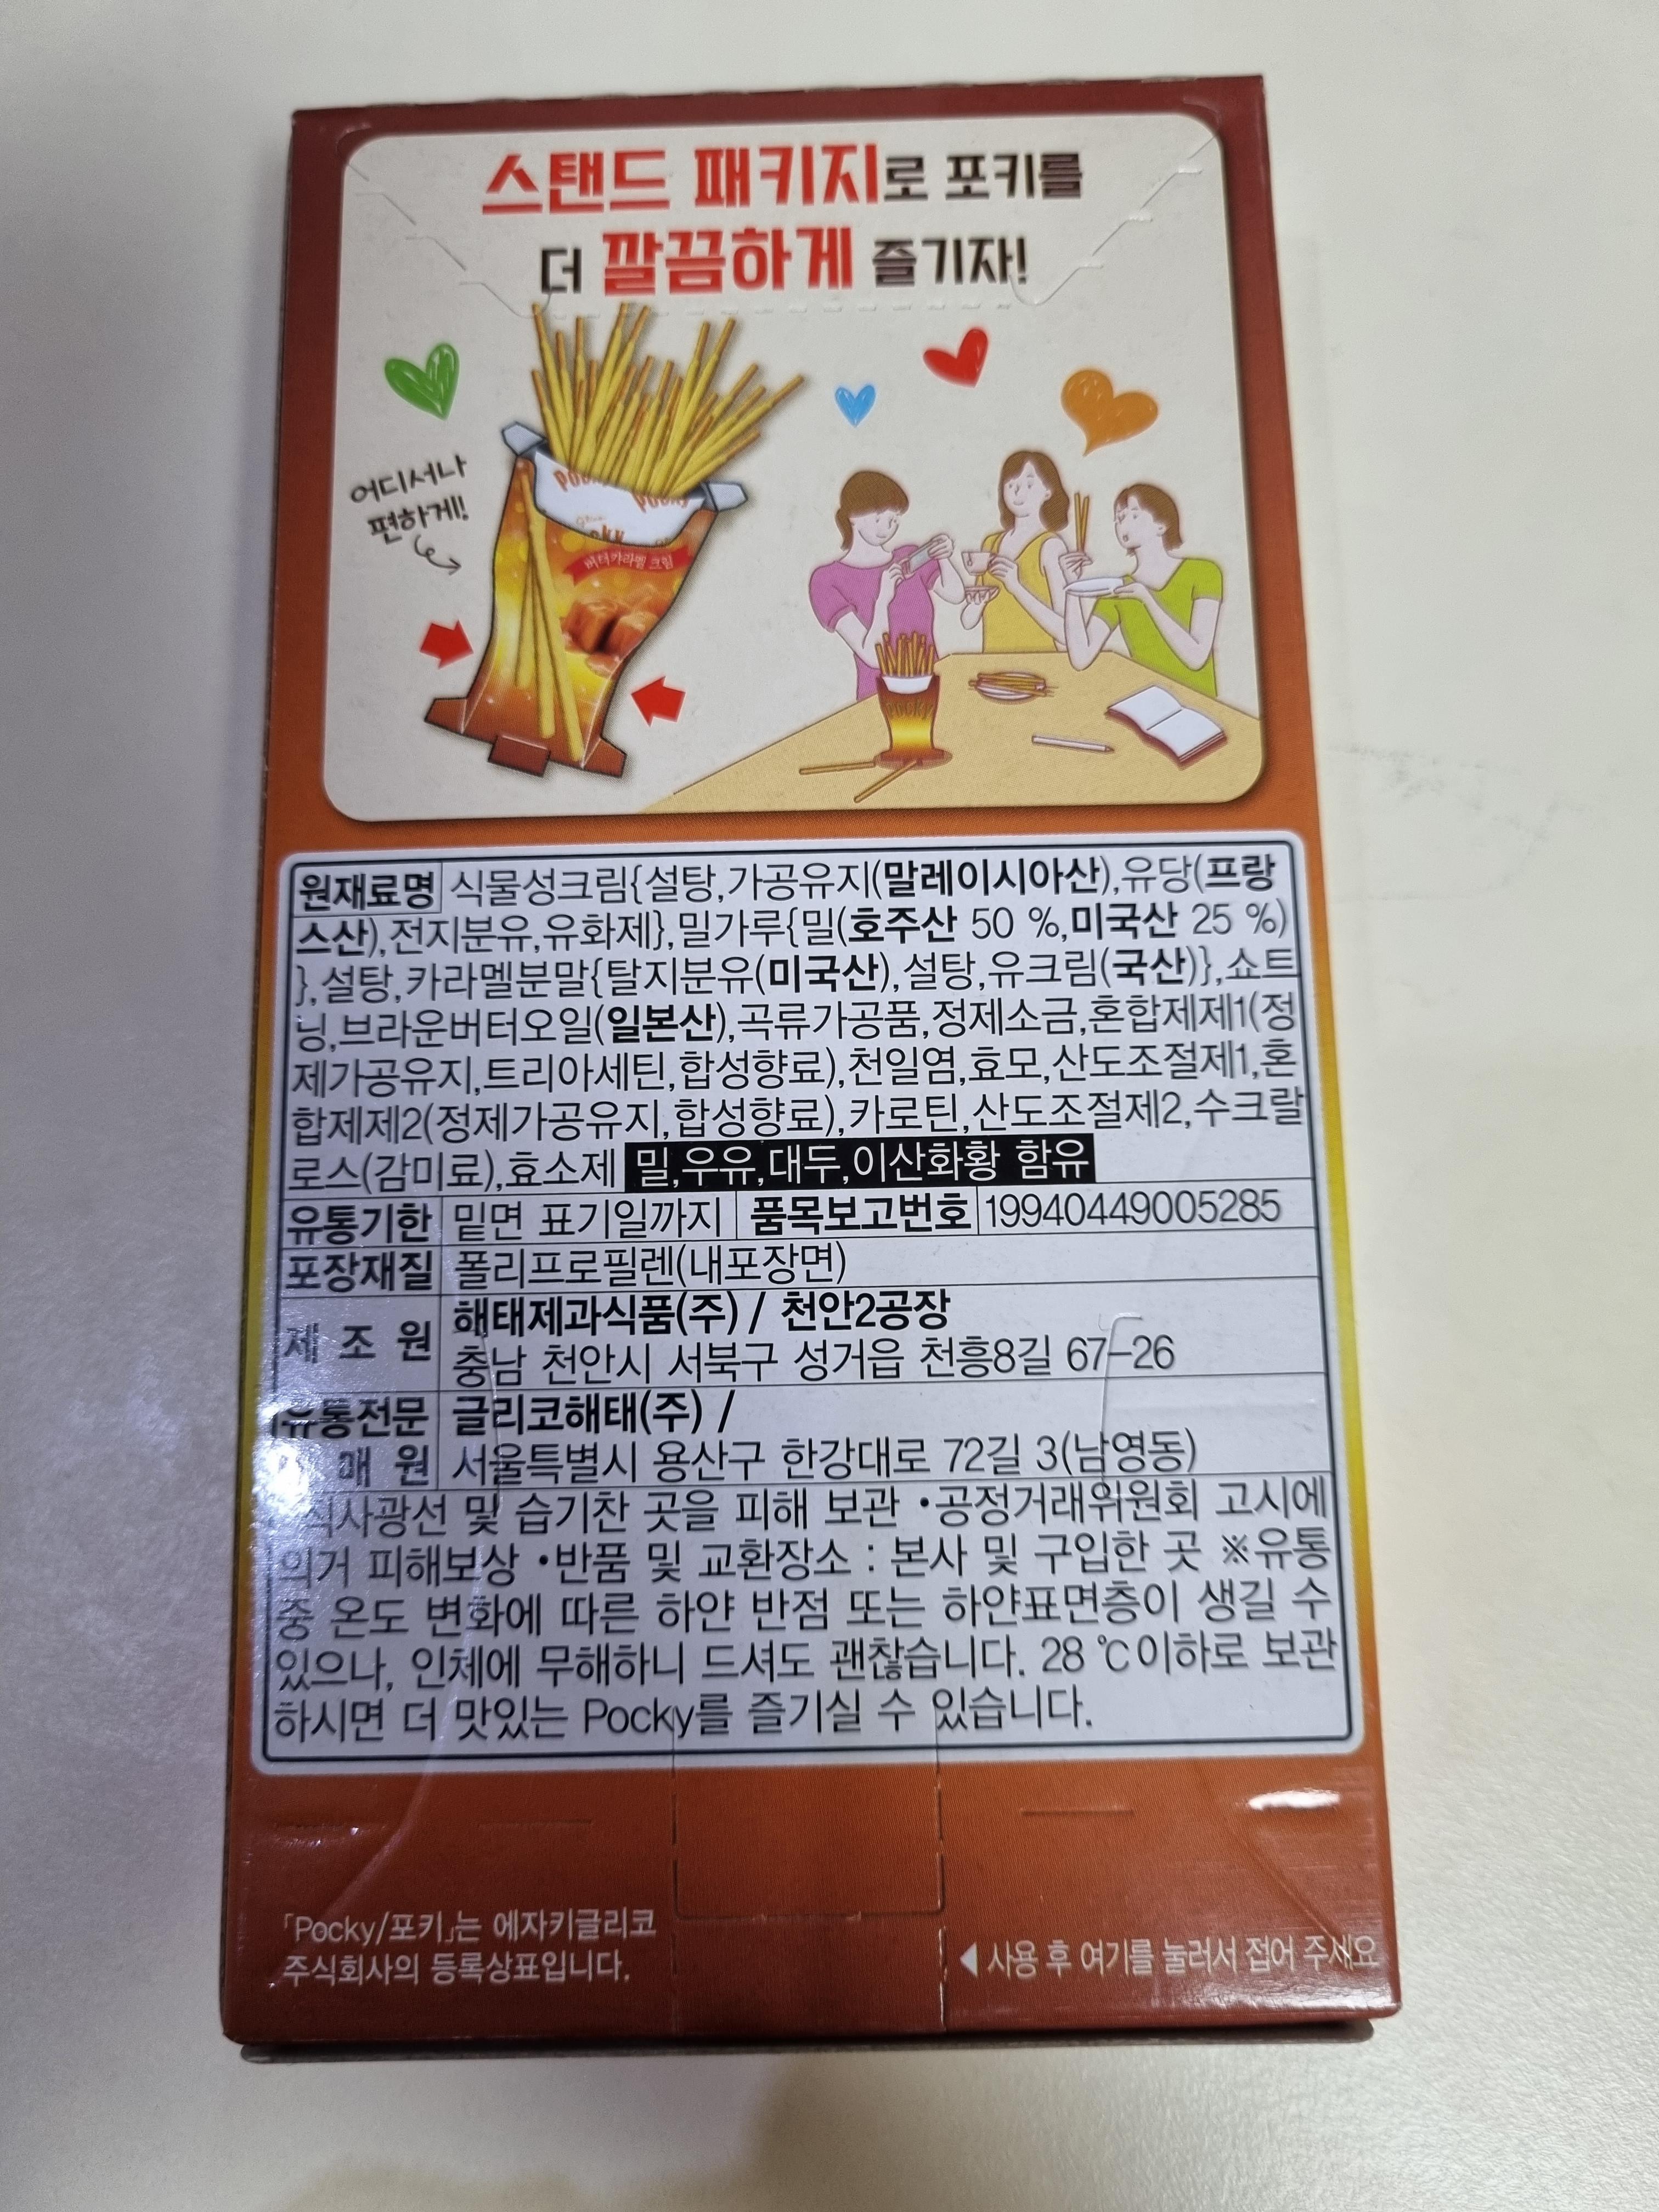 스탠드 패키지로 포키를
더 깔끔하게 즐기자!
어디서나
편하게!
Pocky
버터카라멜 크림
POCKY
원재료명 식물성크림{설탕,가공유지(말레이시아산),유당(프랑
스산),전지분유,유화제},밀가루{밀(호주산 50 %,미국산 25 %)
},설탕,카라멜분말{탈지분유(미국산),설탕,유크림(국산)},쇼트
닝,브라운버터오일(일본산),곡류가공품,정제소금,혼합제제1(정
제가공유지,트리아세틴,합성향료),천일염,효모,산도조절제1,혼
합제제2(정제가공유지,합성향료),카로틴,산도조절제2,수크랄
로스(감미료),효소제 밀,우유,대두,이산화황 함유
유통기한 밑면 표기일까지 품목보고번호 19940449005285
포장재질 폴리프로필렌(내포장면)
제 조 원 해태제과식품(주) / 천안2공장
충남 천안시 서북구 성거읍 천흥8길 67-26
유통전문 글리코해태(주) /
매 원 서울특별시 용산구 한강대로 72길 3(남영동)
직사광선 및 습기찬 곳을 피해 보관 •공정거래위원회 고시에
의거 피해보상 •반품 및 교환장소 : 본사 및 구입한 곳 ※유통
중 온도 변화에 따른 하얀 반점 또는 하얀표면층이 생길 수
있으나, 인체에 무해하니 드셔도 괜찮습니다. 28 ℃이하로 보관
하시면 더 맛있는 Pocky를 즐기실 수 있습니다.
「Pocky/포키」는 에자키글리코
주식회사의 등록상표입니다.
◀ 사용 후 여기를 눌러서 접어 주세요